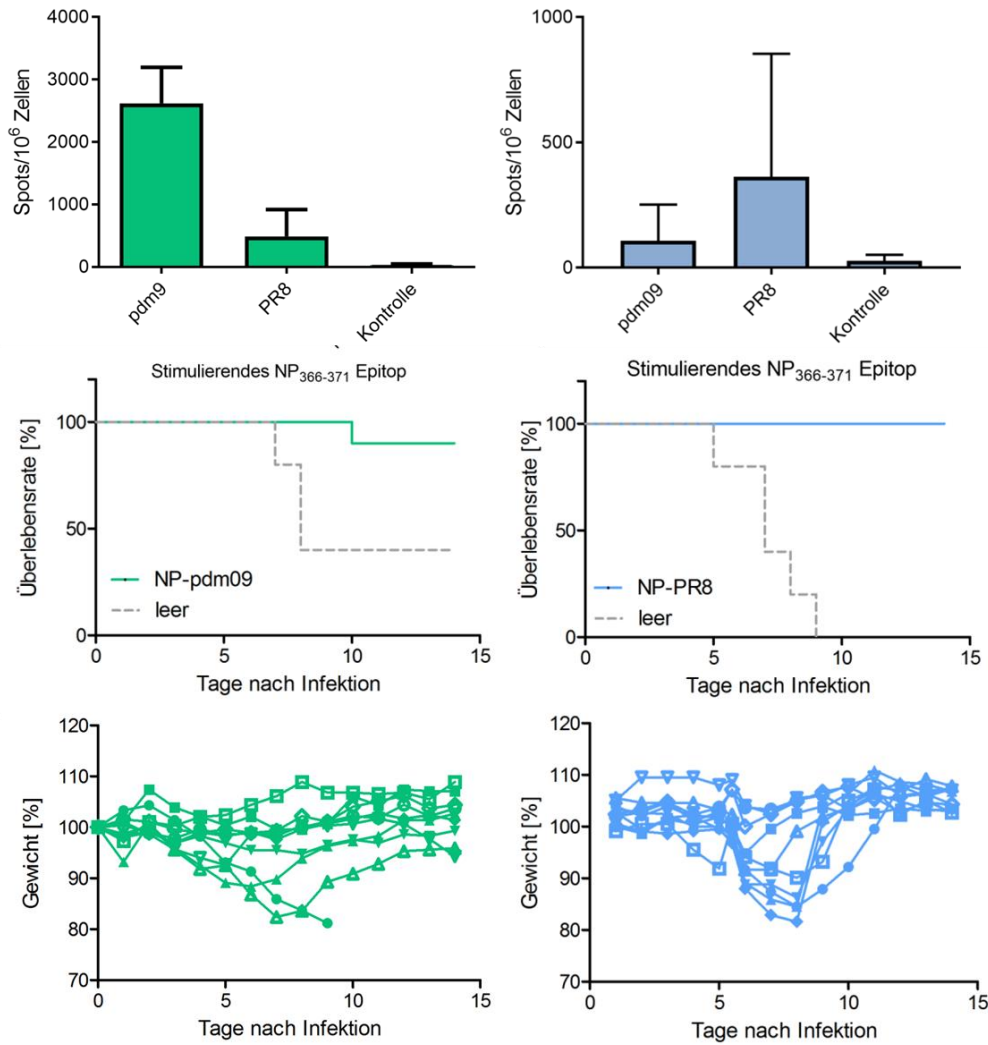 4000
3000
2000
1000
0
Spots/10⁶ Zellen
pdm9
PR8
Kontrolle
1000
500
0
Spots/10⁶ Zellen
pdm09
PR8
Kontrolle
Stimulierendes NP₃₆₆₋₃₇₁ Epitop
100
50
0
Überlebensrate [%]
NP-pdm09
leer
0 5 10 15
Tage nach Infektion
Stimulierendes NP₃₆₆₋₃₇₁ Epitop
100
50
0
Überlebensrate [%]
NP-PR8
leer
0 5 10 15
Tage nach Infektion
120
110
100
90
80
70
Gewicht [%]
0 5 10 15
Tage nach Infektion
120
110
100
90
80
70
Gewicht [%]
0 5 10 15
Tage nach Infektion